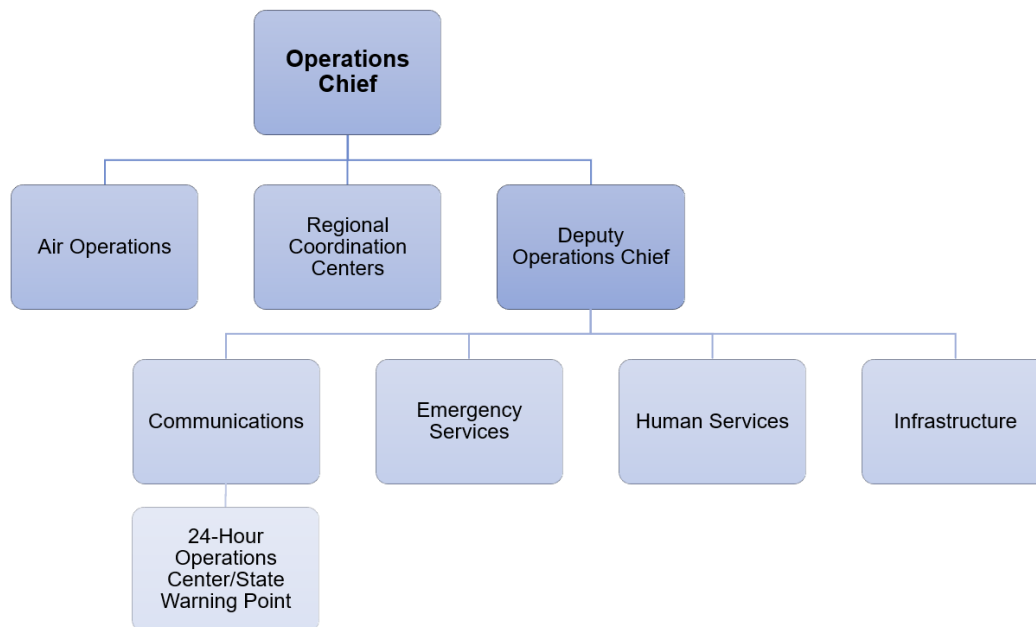 Operations
Chief
Air Operations
Regional
Coordination
Centers
Deputy
Operations Chief
Communications
Emergency
Services
Human Services
Infrastructure
24-Hour
Operations
Center/State
Warning Point